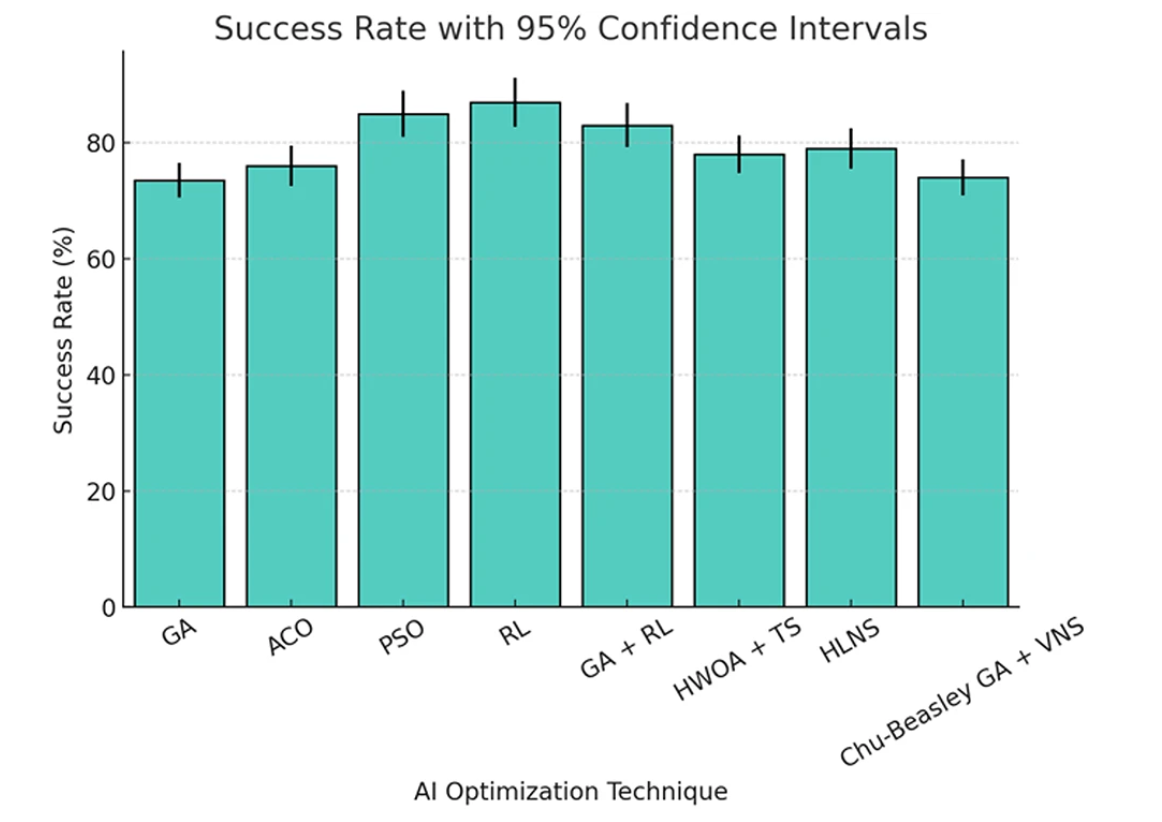 Success Rate with 95% Confidence Intervals
Success Rate (%)
80
60
40
20
0
GA
ACO
PSO
RL
GA + RL
HWOA + TS
HLNS
Chu-Beasley GA + VNS
AI Optimization Technique